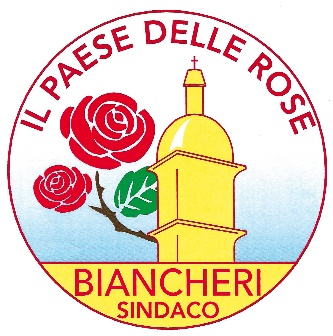 IL PAESE DELLE ROSE
BIANCHERI
SINDACO